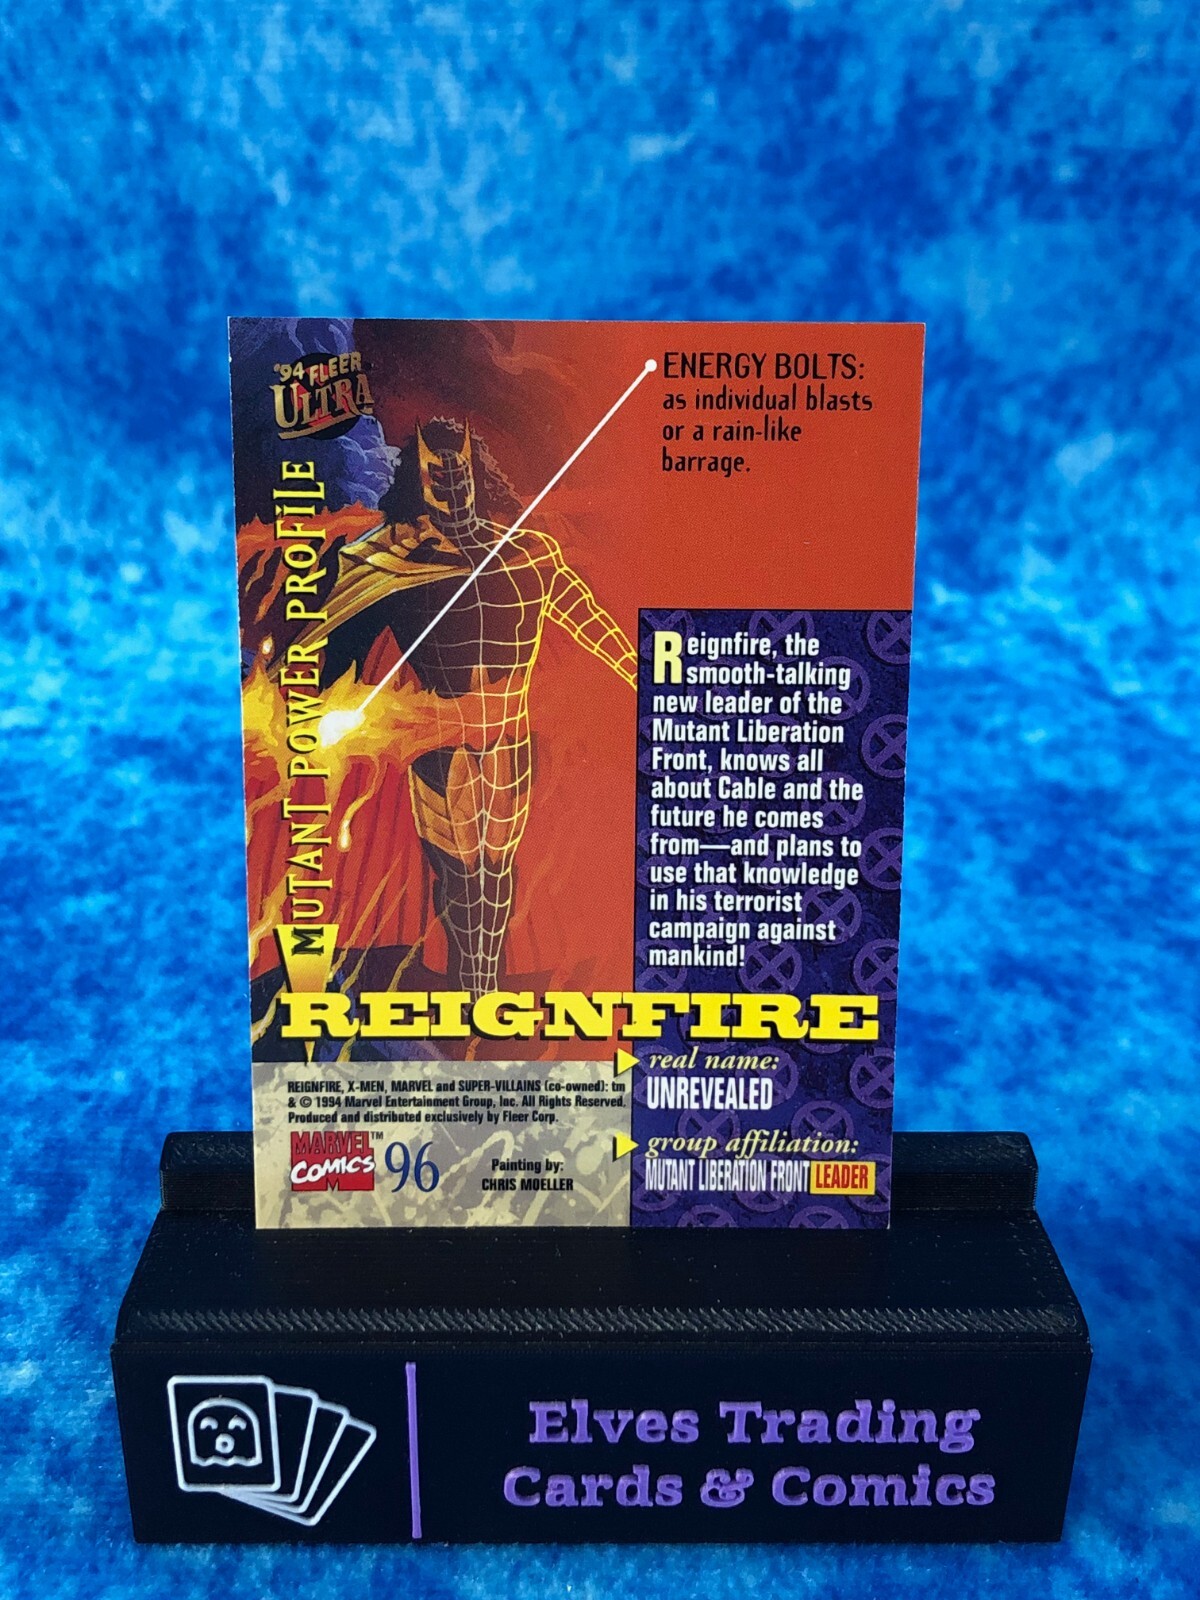 '94 FLEER
ULTRA
MUTANT POWER PROFILE
ENERGY BOLTS:
as individual blasts
or a rain-like
barrage.
Reignfire, the
smooth-talking
new leader of the
Mutant Liberation
Front, knows all
about Cable and the
future he comes
from—and plans to
use that knowledge
in his terrorist
campaign against
mankind!
REIGNFIRE
real name:
UNREVEALED
group affiliation:
MUTANT LIBERATION FRONT LEADER
REIGNFIRE, X-MEN, MARVEL and SUPER-VILLAINS (co-owned): tm
& © 1994 Marvel Entertainment Group, Inc. All Rights Reserved.
Produced and distributed exclusively by Fleer Corp.
MARVEL™
COMICS
M
96
Painting by:
CHRIS MOELLER
Elves Trading
Cards & Comics